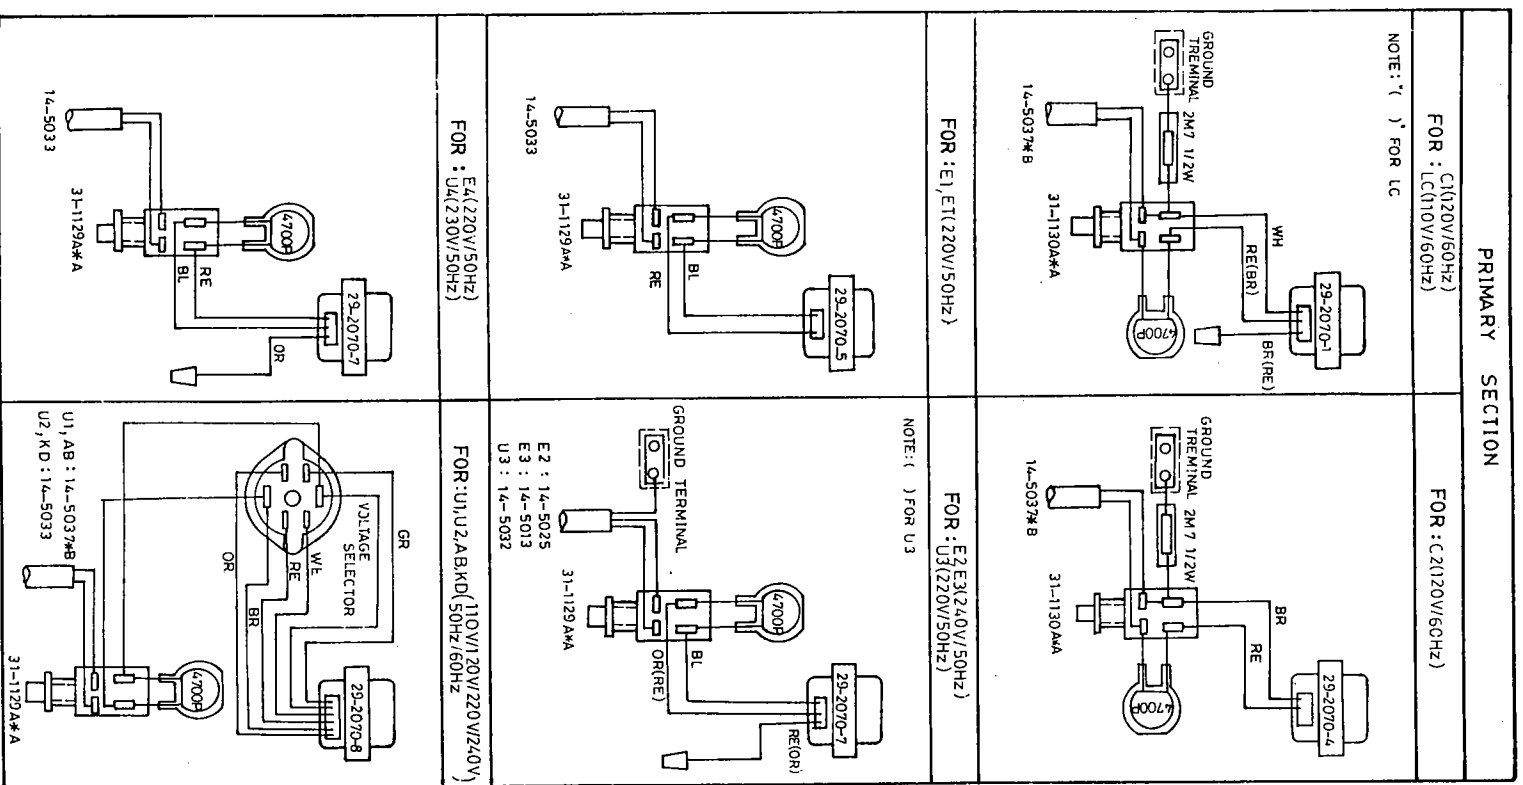 PRIMARY SECTION
FOR : C1(120V/60Hz)
LC(110V/60Hz)
NOTE: "( )" FOR LC
GROUND
TREMINAL
2M7 1/2W
14-5037*B
31-1130A*A
WH
RE(BR)
BR(RE)
4700P
29-2070-1
FOR : C2(120V/60Hz)
GROUND
TREMINAL
2M7 1/2W
14-5037*B
31-1130A*A
BR
RE
4700P
29-2070-4
FOR : E1, ET(220V/50Hz)
14-5033
31-1129A*A
4700P
BL
RE
29-2070-5
FOR : E2,E3(240V/50Hz)
U3(220V/50Hz)
NOTE:( ) FOR U3
GROUND TERMINAL
E2 : 14-5025
E3 : 14-5013
U3 : 14-5032
31-1129A*A
4700P
BL
OR(RE)
RE(OR)
29-2070-7
FOR : E4(220V/50Hz)
U4(230V/50Hz)
14-5033
31-1129A*A
4700P
RE
BL
OR
29-2070-7
FOR:U1,U2,AB,KD(110V/120V/220V/240V)
50Hz/60Hz
VOLTAGE
SELECTOR
GR
RE
BR
OR
U1,AB : 14-5037*B
U2,KD : 14-5033
31-1129A*A
4700P
29-2070-8